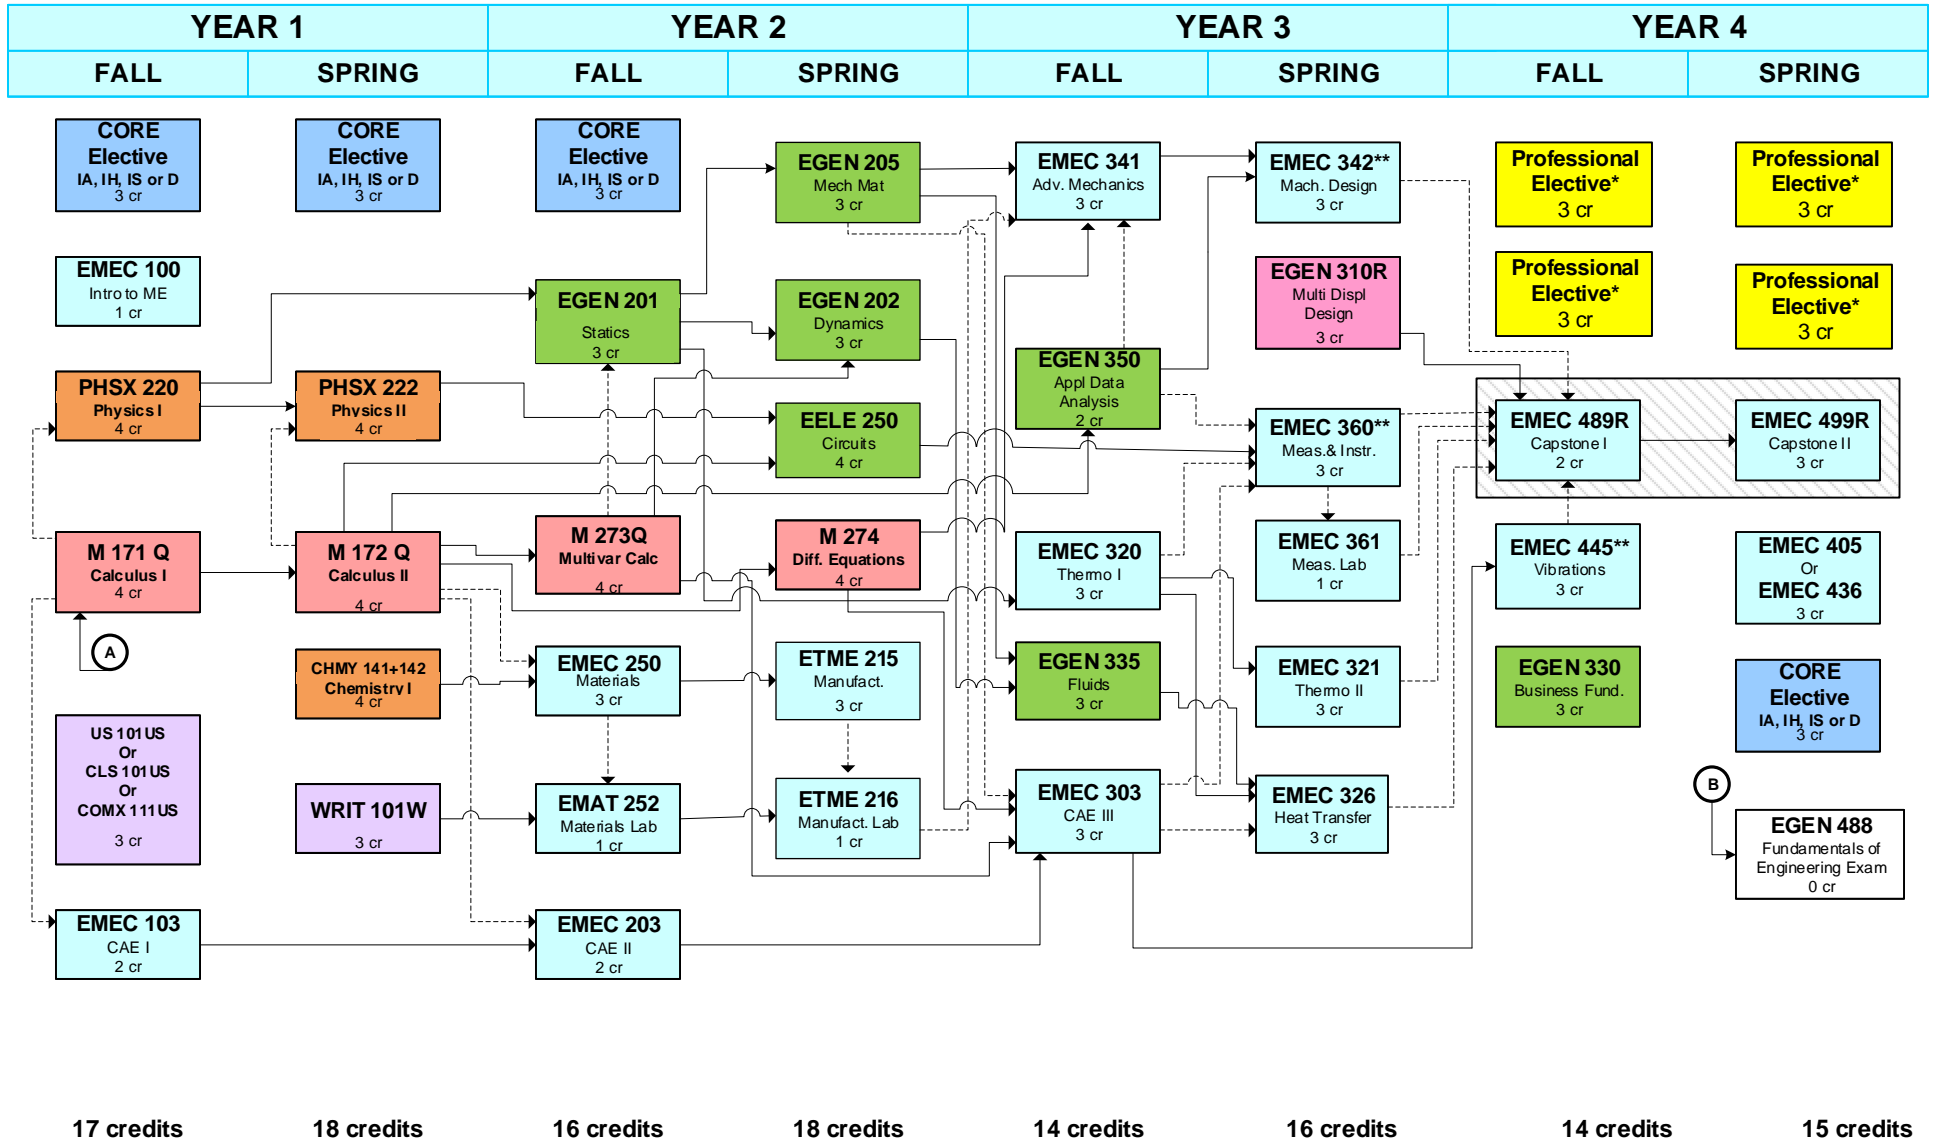 YEAR 1
YEAR 2
YEAR 3
YEAR 4
FALL
SPRING
FALL
SPRING
FALL
SPRING
FALL
SPRING
CORE
Elective
IA, IH, IS or D
3 cr
EMEC 100
Intro to ME
1 cr
PHSX 220
Physics I
4 cr
M 171 Q
Calculus I
4 cr
A
US 101US
Or
CLS 101US
Or
COMX 111US
3 cr
EMEC 103
CAE I
2 cr
CORE
Elective
IA, IH, IS or D
3 cr
PHSX 222
Physics II
4 cr
M 172 Q
Calculus II
4 cr
CHMY 141+142
Chemistry I
4 cr
WRIT 101W
3 cr
CORE
Elective
IA, IH, IS or D
3 cr
EGEN 201
Statics
3 cr
M 273Q
Multivar Calc
4 cr
EMEC 250
Materials
3 cr
EMAT 252
Materials Lab
1 cr
EMEC 203
CAE II
2 cr
EGEN 205
Mech Mat
3 cr
EGEN 202
Dynamics
3 cr
EELE 250
Circuits
4 cr
M 274
Diff. Equations
4 cr
ETME 215
Manufact.
3 cr
ETME 216
Manufact. Lab
1 cr
EMEC 341
Adv. Mechanics
3 cr
EGEN 350
Appl Data
Analysis
2 cr
EMEC 320
Thermo I
3 cr
EGEN 335
Fluids
3 cr
EMEC 303
CAE III
3 cr
EMEC 342**
Mach. Design
3 cr
EGEN 310R
Multi Displ
Design
3 cr
EMEC 360**
Meas.& Instr.
3 cr
EMEC 361
Meas. Lab
1 cr
EMEC 321
Thermo II
3 cr
EMEC 326
Heat Transfer
3 cr
Professional
Elective*
3 cr
Professional
Elective*
3 cr
EMEC 489R
Capstone I
2 cr
EMEC 445**
Vibrations
3 cr
EGEN 330
Business Fund.
3 cr
Professional
Elective*
3 cr
Professional
Elective*
3 cr
EMEC 499R
Capstone II
3 cr
EMEC 405
Or
EMEC 436
3 cr
CORE
Elective
IA, IH, IS or D
3 cr
B
EGEN 488
Fundamentals of
Engineering Exam
0 cr
17 credits
18 credits
16 credits
18 credits
14 credits
16 credits
14 credits
15 credits